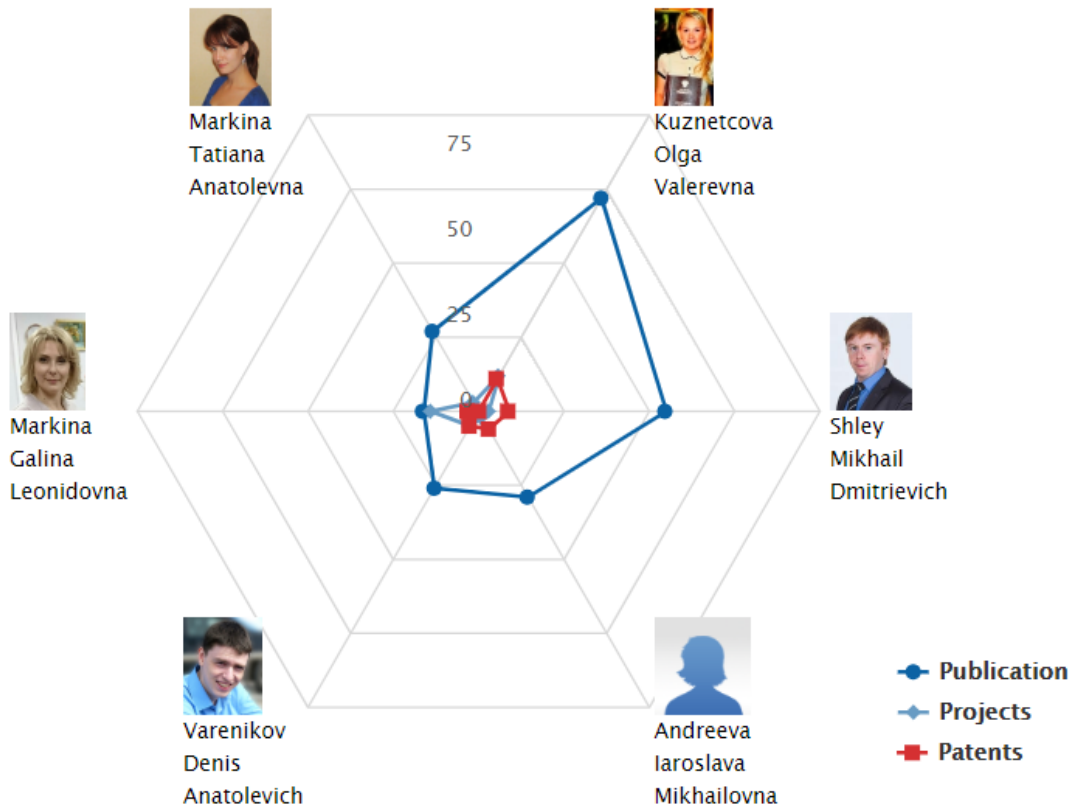 Markina
Tatiana
Anatolevna
Kuznetcova
Olga
Valerevna
75
50
25
0
Markina
Galina
Leonidovna
Shley
Mikhail
Dmitrievich
Varenikov
Denis
Anatolevich
Andreeva
Iaroslava
Mikhailovna
Publication
Projects
Patents